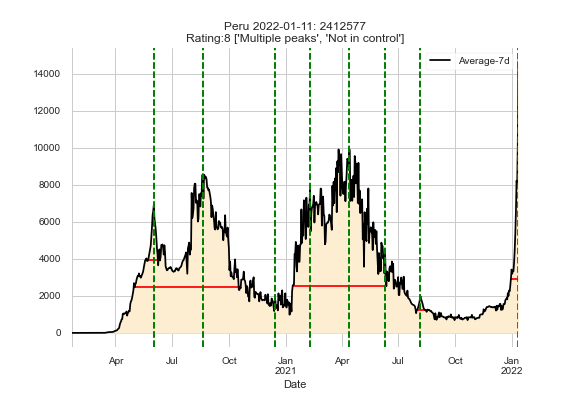 Peru 2022-01-11: 2412577
Rating:8 ['Multiple peaks', 'Not in control']
Average-7d
14000
12000
10000
8000
6000
4000
2000
0
Apr Jul Oct Jan Apr Jul Oct Jan
2021 2022
Date